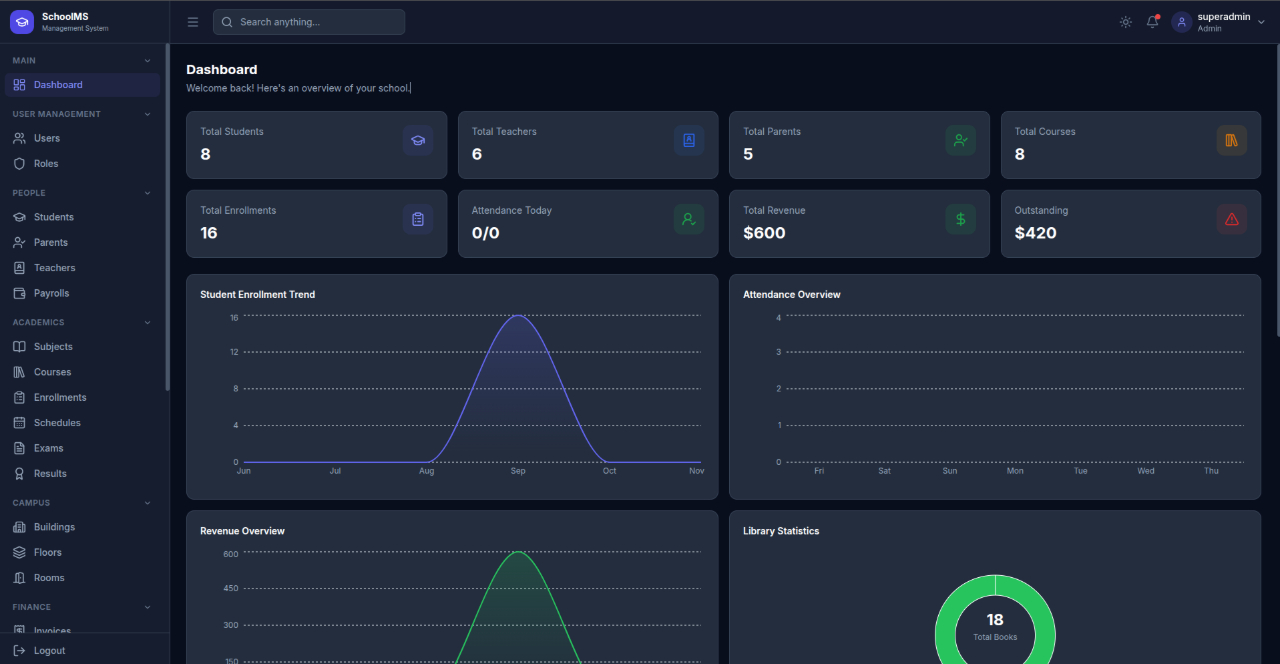 SchoolMS
Management System
Search anything...
superadmin
Admin
MAIN
Dashboard
USER MANAGEMENT
Users
Roles
PEOPLE
Students
Parents
Teachers
Payrolls
ACADEMICS
Subjects
Courses
Enrollments
Schedules
Exams
Results
CAMPUS
Buildings
Floors
Rooms
FINANCE
Invoices
Logout
Dashboard
Welcome back! Here's an overview of your school.
Total Students
8
Total Teachers
6
Total Parents
5
Total Courses
8
Total Enrollments
16
Attendance Today
0/0
Total Revenue
$600
Outstanding
$420
Student Enrollment Trend
16
12
8
4
0
Jun Jul Aug Sep Oct Nov
Attendance Overview
4
3
2
1
0
Fri Sat Sun Mon Tue Wed Thu
Revenue Overview
600
450
300
150
Library Statistics
18
Total Books